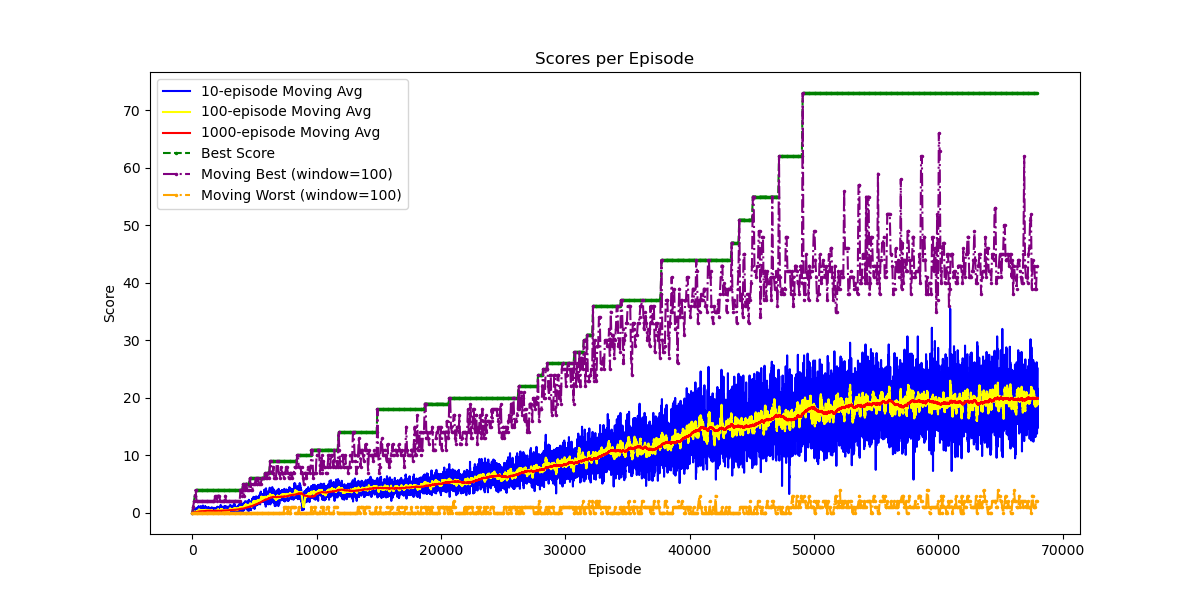 Scores per Episode
10-episode Moving Avg
100-episode Moving Avg
1000-episode Moving Avg
Best Score
Moving Best (window=100)
Moving Worst (window=100)
Score
70
60
50
40
30
20
10
0
0 10000 20000 30000 40000 50000 60000 70000
Episode